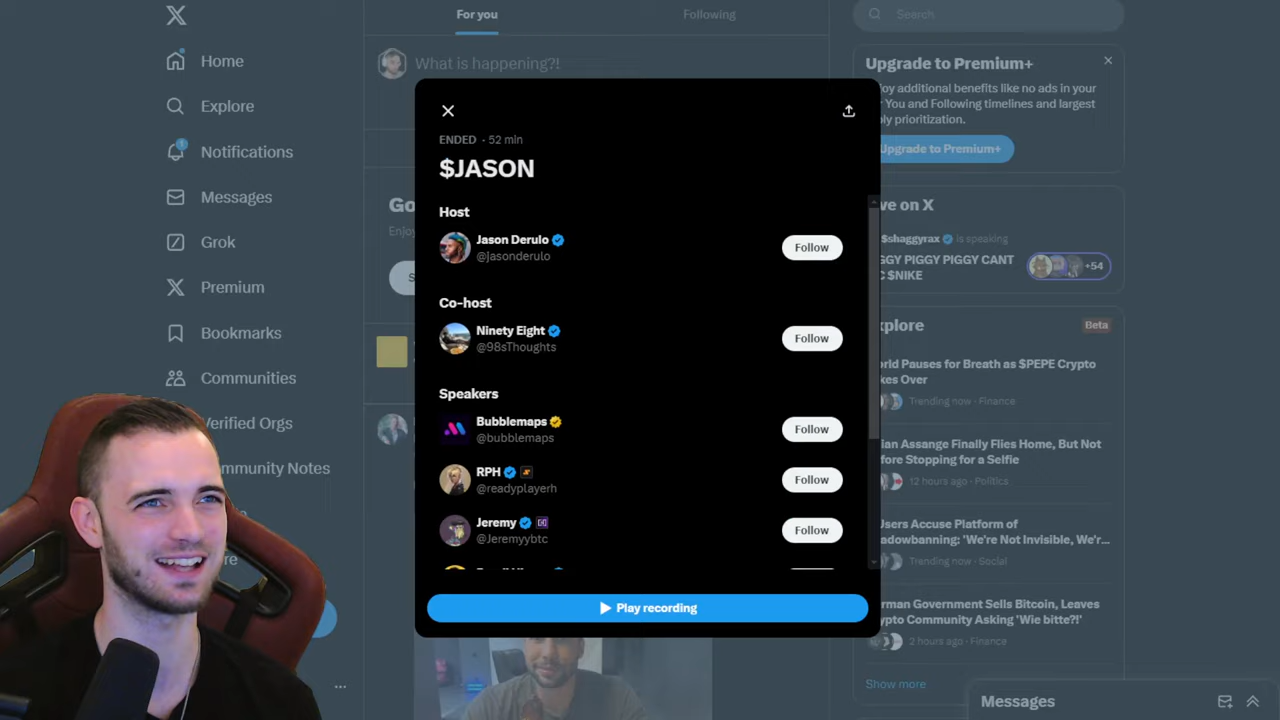 For you
Following
Search
Home
What is happening?!
Upgrade to Premium+
Explore
joy additional benefits like no ads in your
r You and Following timelines and largest
ply prioritization.
Upgrade to Premium+
ENDED · 52 min
$JASON
Notifications
Messages
Host
Go
ve on X
Enjoy
Jason Derulo
@jasonderulo
Follow
$shaggyrax is speaking
GGY PIGGY PIGGY CANT
C $NIKE
+54
Grok
Premium
Co-host
Ninety Eight
@98sThoughts
Follow
xplore
Beta
Bookmarks
Communities
orld Pauses for Breath as $PEPE Crypto
kes Over
Trending now · Finance
Speakers
Bubblemaps
@bubblemaps
Follow
erified Orgs
ommunity Notes
lian Assange Finally Flies Home, But Not
fore Stopping for a Selfie
12 hours ago · Politics
RPH
@readyplayerh
Follow
Jeremy
@Jeremyybtc
Follow
Users Accuse Platform of
adowbanning: 'We're Not Invisible, We'r...
Trending now · Social
ore
Play recording
rman Government Sells Bitcoin, Leaves
ypto Community Asking 'Wie bitte?!'
2 hours ago · Finance
Show more
Messages